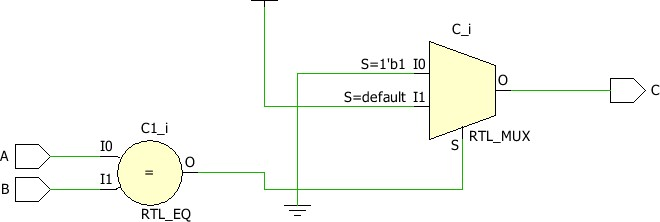 C_i
S=1'b1 I0
O
C
S=default I1
S
RTL_MUX
C1_i
A
I0
O
=
B
I1
RTL_EQ